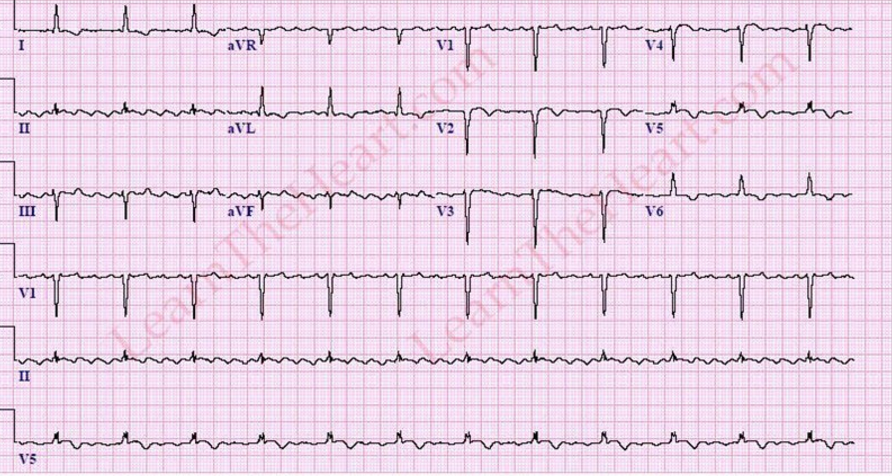 I aVR V1 V4
II aVL V2 V5
III aVF V3 V6
V1
II
V5
LearnTheHeart.com
LearnTheHeart.com